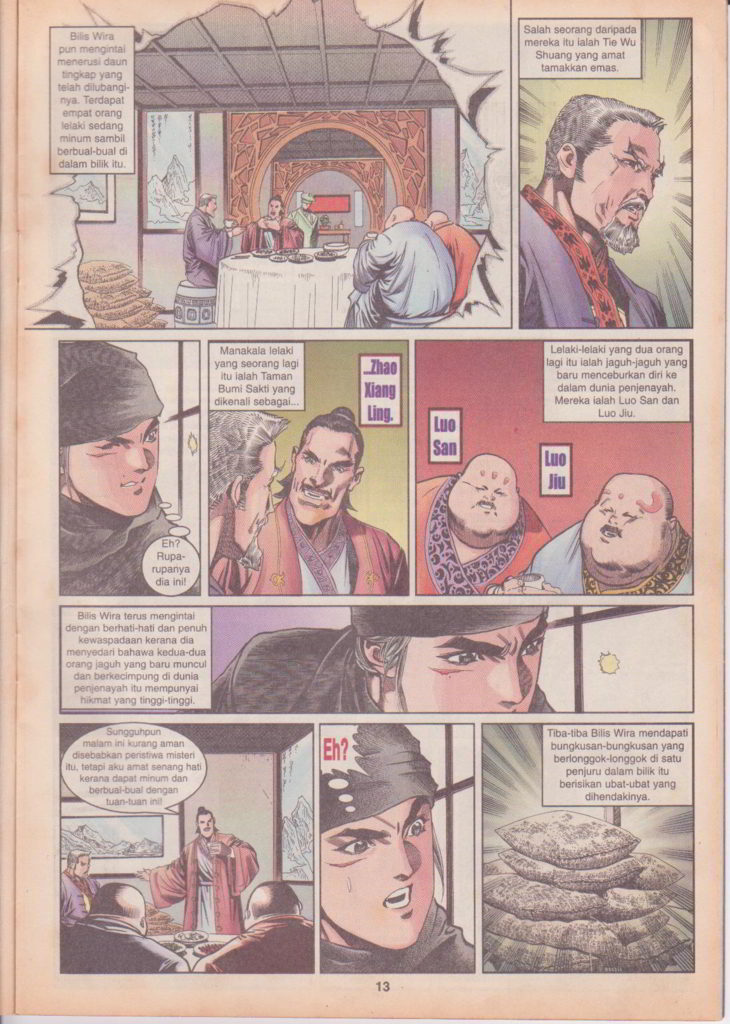 Bilis Wira
pun mengintai
menerusi daun
tingkap yang
telah dilubangi-
nya. Terdapat
empat orang
lelaki sedang
minum sambil
berbual-bual di
dalam bilik itu.
Salah seorang daripada
mereka itu ialah Tie Wu
Shuang yang amat
tamakkan emas.
Eh?
Rupa-
rupanya
dia ini!
Manakala lelaki
yang seorang lagi
itu ialah Taman
Bumi Sakti yang
dikenali sebagai...
...Zhao
Xiang
Ling.
Lelaki-lelaki yang dua orang
lagi itu ialah jaguh-jaguh yang
baru menceburkan diri ke
dalam dunia penjenayah.
Mereka ialah Luo San dan
Luo Jiu.
Luo
San
Luo
Jiu
Bilis Wira terus mengintai
dengan berhati-hati dan penuh
kewaspadaan kerana dia
menyedari bahawa kedua-dua
orang jaguh yang baru muncul
dan berkecimpung di dunia
penjenayah itu mempunyai
hikmat yang tinggi-tinggi.
Sungguhpun
malam ini kurang aman
disebabkan peristiwa misteri
itu, tetapi aku amat senang hati
kerana dapat minum dan
berbual-bual dengan
tuan-tuan ini!
Eh?
Tiba-tiba Bilis Wira mendapati
bungkusan-bungkusan yang
berlonggok-longgok di satu
penjuru dalam bilik itu
berisikan ubat-ubat yang
dihendakinya.
13